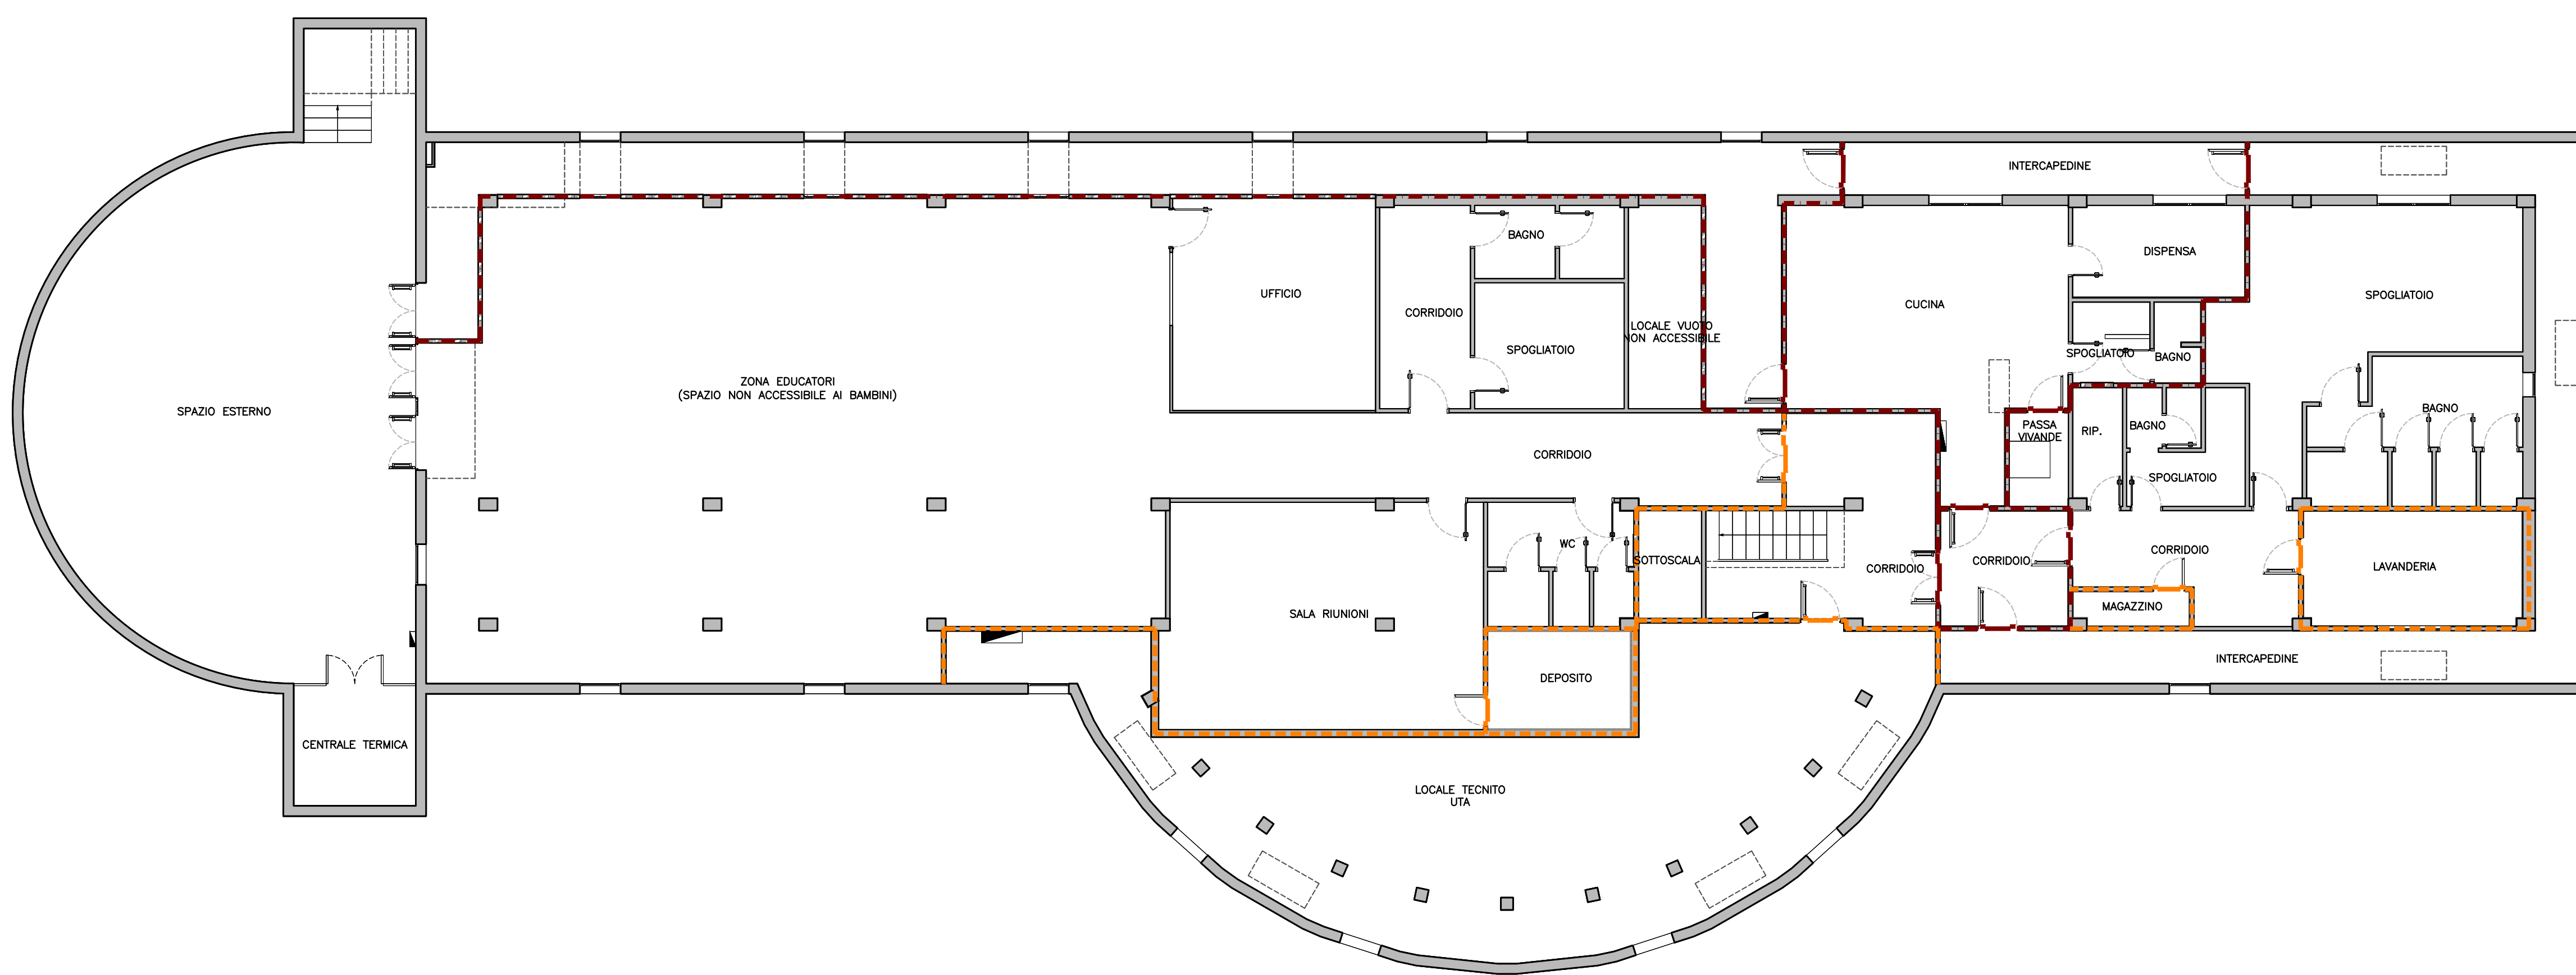 INTERCAPEDINE
BAGNO
DISPENSA
UFFICIO
SPOGLIATOIO
CUCINA
CORRIDOIO
LOCALE VUOTO
NON ACCESSIBILE
SPOGLIATOIO
SPOGLIATOIO
BAGNO
ZONA EDUCATORI
(SPAZIO NON ACCESSIBILE AI BAMBINI)
SPAZIO ESTERNO
BAGNO
PASSA
VIVANDE
RIP.
BAGNO
CORRIDOIO
SPOGLIATOIO
WC
CORRIDOIO
SOTTOSCALA
CORRIDOIO
CORRIDOIO
LAVANDERIA
MAGAZZINO
SALA RIUNIONI
INTERCAPEDINE
DEPOSITO
CENTRALE TERMICA
LOCALE TECNITO
UTA